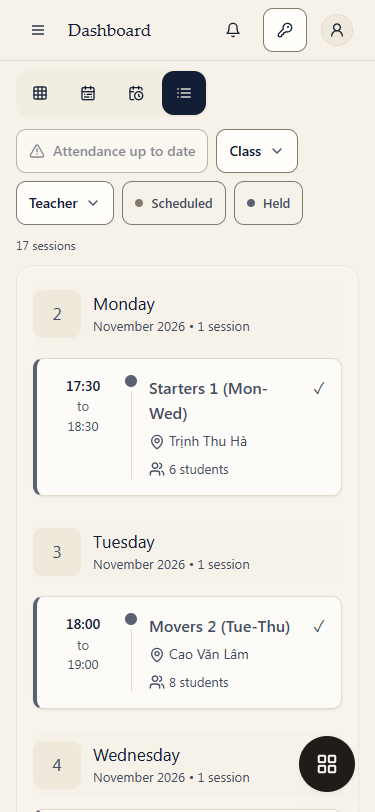 Dashboard
Attendance up to date
Class
Teacher
Scheduled
Held
17 sessions
2
Monday
November 2026 • 1 session
17:30
to
18:30
Starters 1 (Mon-
Wed)
Trịnh Thu Hà
6 students
3
Tuesday
November 2026 • 1 session
18:00
to
19:00
Movers 2 (Tue-Thu)
Cao Văn Lâm
8 students
4
Wednesday
November 2026 • 1 session